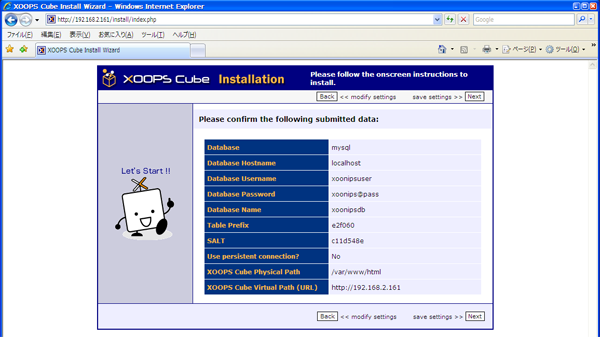 XOOPS Cube Install Wizard - Windows Internet Explorer
http://192.168.2.161/install/index.php
Google
ファイル(F) 編集(E) 表示(V) お気に入り(A) ツール(T) ヘルプ(H)
XOOPS Cube Install Wizard
ページ(P) ツール(O)
XOOPS Cube Installation
Please follow the onscreen instructions to install.
Back << modify settings save settings >> Next
Please confirm the following submitted data:
Let's Start !!
Database mysql
Database Hostname localhost
Database Username xoonipsuser
Database Password xoonips@pass
Database Name xoonipsdb
Table Prefix e2f060
SALT c11d548e
Use persistent connection? No
XOOPS Cube Physical Path /var/www/html
XOOPS Cube Virtual Path (URL) http://192.168.2.161
Back << modify settings save settings >> Next